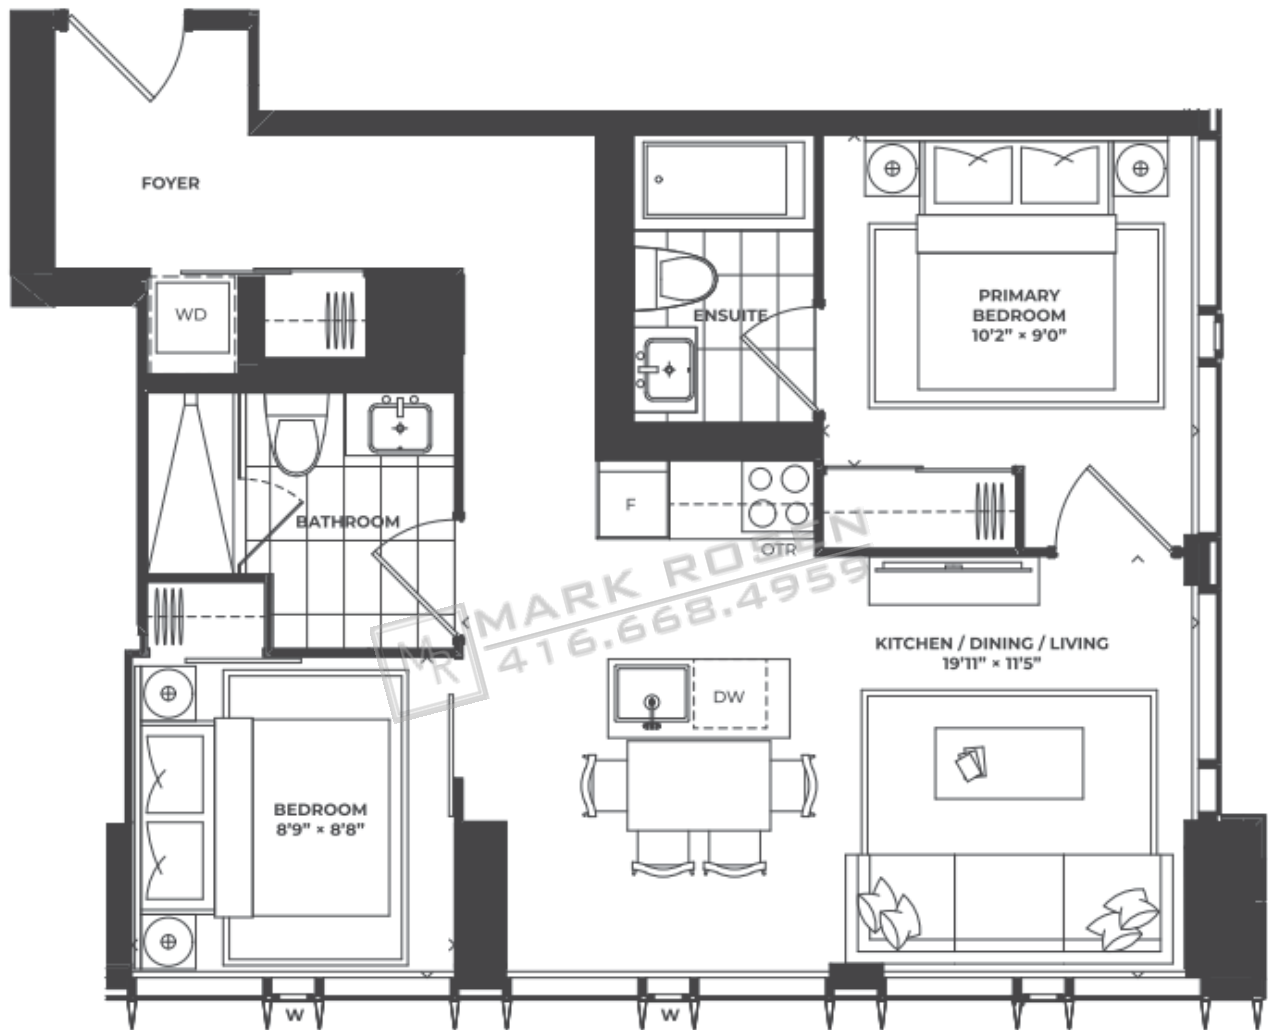 FOYER
WD
ENSUITE
PRIMARY
BEDROOM
10'2" × 9'0"
BATHROOM
F
OTR
MARK ROSEN
416.668.4959
MR
KITCHEN / DINING / LIVING
19'11" × 11'5"
DW
BEDROOM
8'9" × 8'8"
W
W